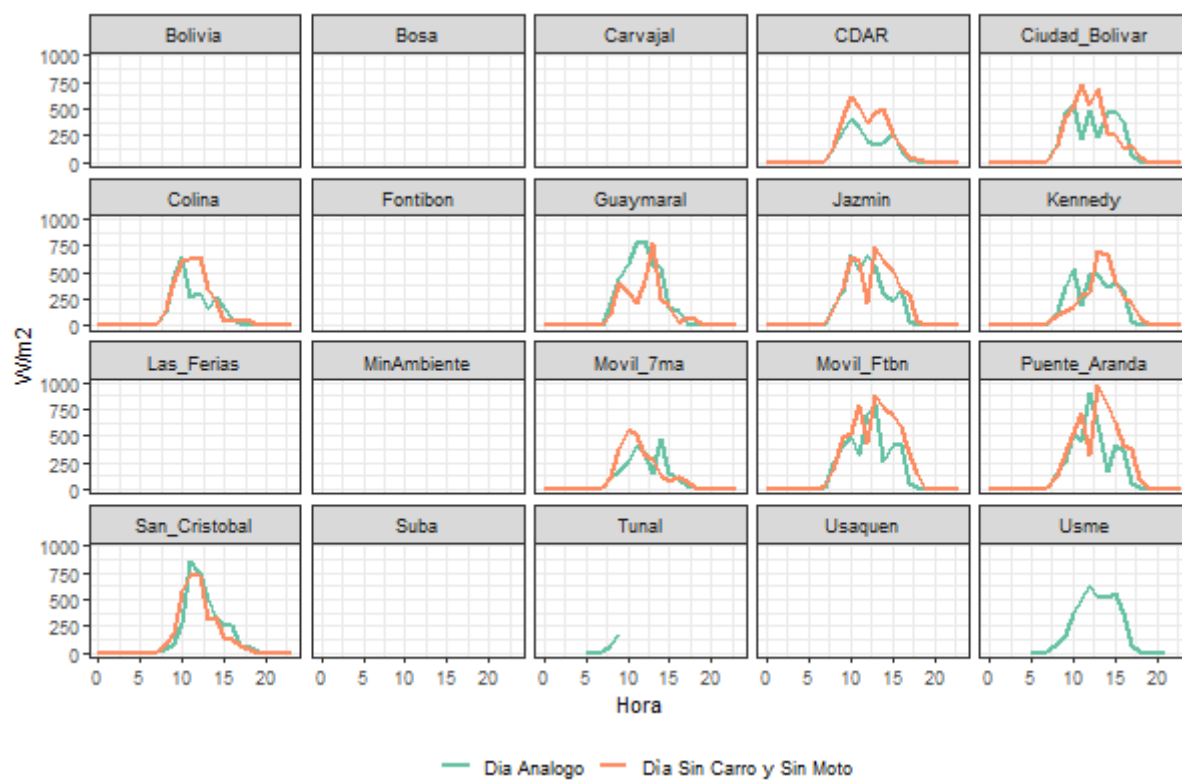 Bolivia Bosa Carvajal CDAR Ciudad_Bolivar
1000
750
500
250
0
Colina Fontibon Guaymaral Jazmin Kennedy
1000
750
500
250
0
Las_Ferias MinAmbiente Movil_7ma Movil_Ftbn Puente_Aranda
1000
750
500
250
0
San_Cristobal Suba Tunal Usaquen Usme
1000
750
500
250
0
W/m2
0 5 10 15 20 0 5 10 15 20 0 5 10 15 20 0 5 10 15 20 0 5 10 15 20
Hora
Dia Analogo Dìa Sin Carro y Sin Moto